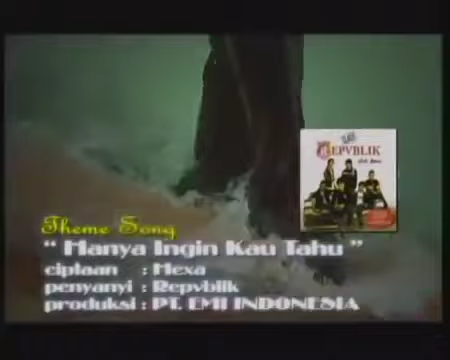 Theme Song
" Hanya Ingin Kau Tahu "
ciptaan : Mexa
penyanyi : Repvblik
produksi : PT. EMI INDONESIA
REPVBLIK